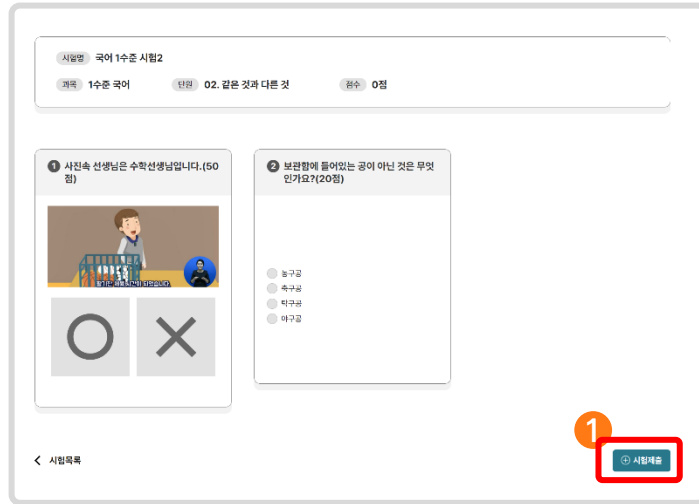 시험명 국어 1수준 시험2
과목 1수준 국어 단원 02. 같은 것과 다른 것 점수 0점
1 사진속 선생님은 수학선생님입니다.(50
점)
2 보관함에 들어있는 공이 아닌 것은 무엇
인가요?(20점)
농구공
축구공
탁구공
야구공
1
시험목록
시험제출